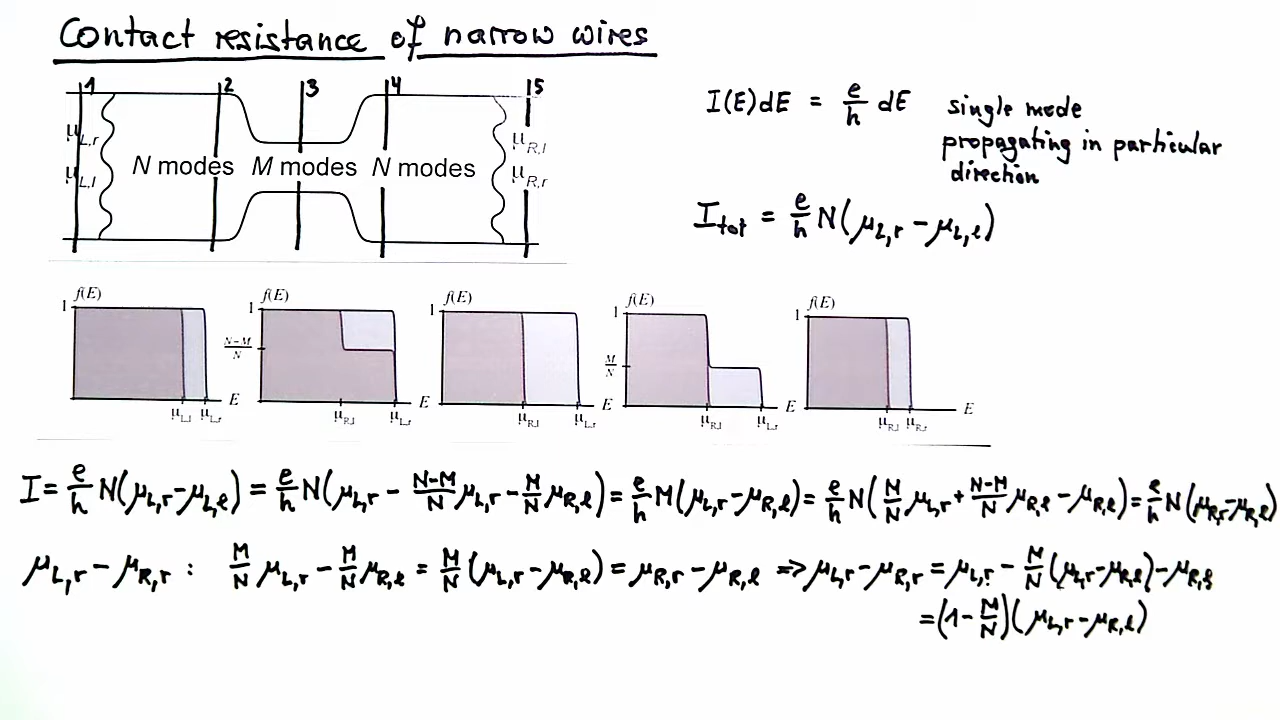 Contact resistance of narrow wires
1 2 3 4 5
μL,r
μL,l
N modes M modes N modes
μR,l
μR,r
I(E)dE = e/h dE single mode
propagating in particular
direction
Itot = e/h N(μL,r − μL,l)
f(E) 1 E μL,l μL,r
f(E) 1 N−M/N E μR,l μL,r
f(E) 1 E μR,l μL,r
f(E) 1 M/N E μR,l μL,r
f(E) 1 E μR,l μR,r
I = e/h N(μL,r − μL,l) = e/h N(μL,r − N−M/N μL,r − M/N μR,l) = e/h M(μL,r − μR,l) = e/h N(M/N μL,r + N−M/N μR,l − μR,l) = e/h N(μR,r − μR,l)
μL,r − μR,r : M/N μL,r − M/N μR,l = M/N (μL,r − μR,l) = μR,r − μR,l => μL,r − μR,r = μL,r − M/N (μL,r − μR,l) − μR,l
= (1 − M/N)(μL,r − μR,l)